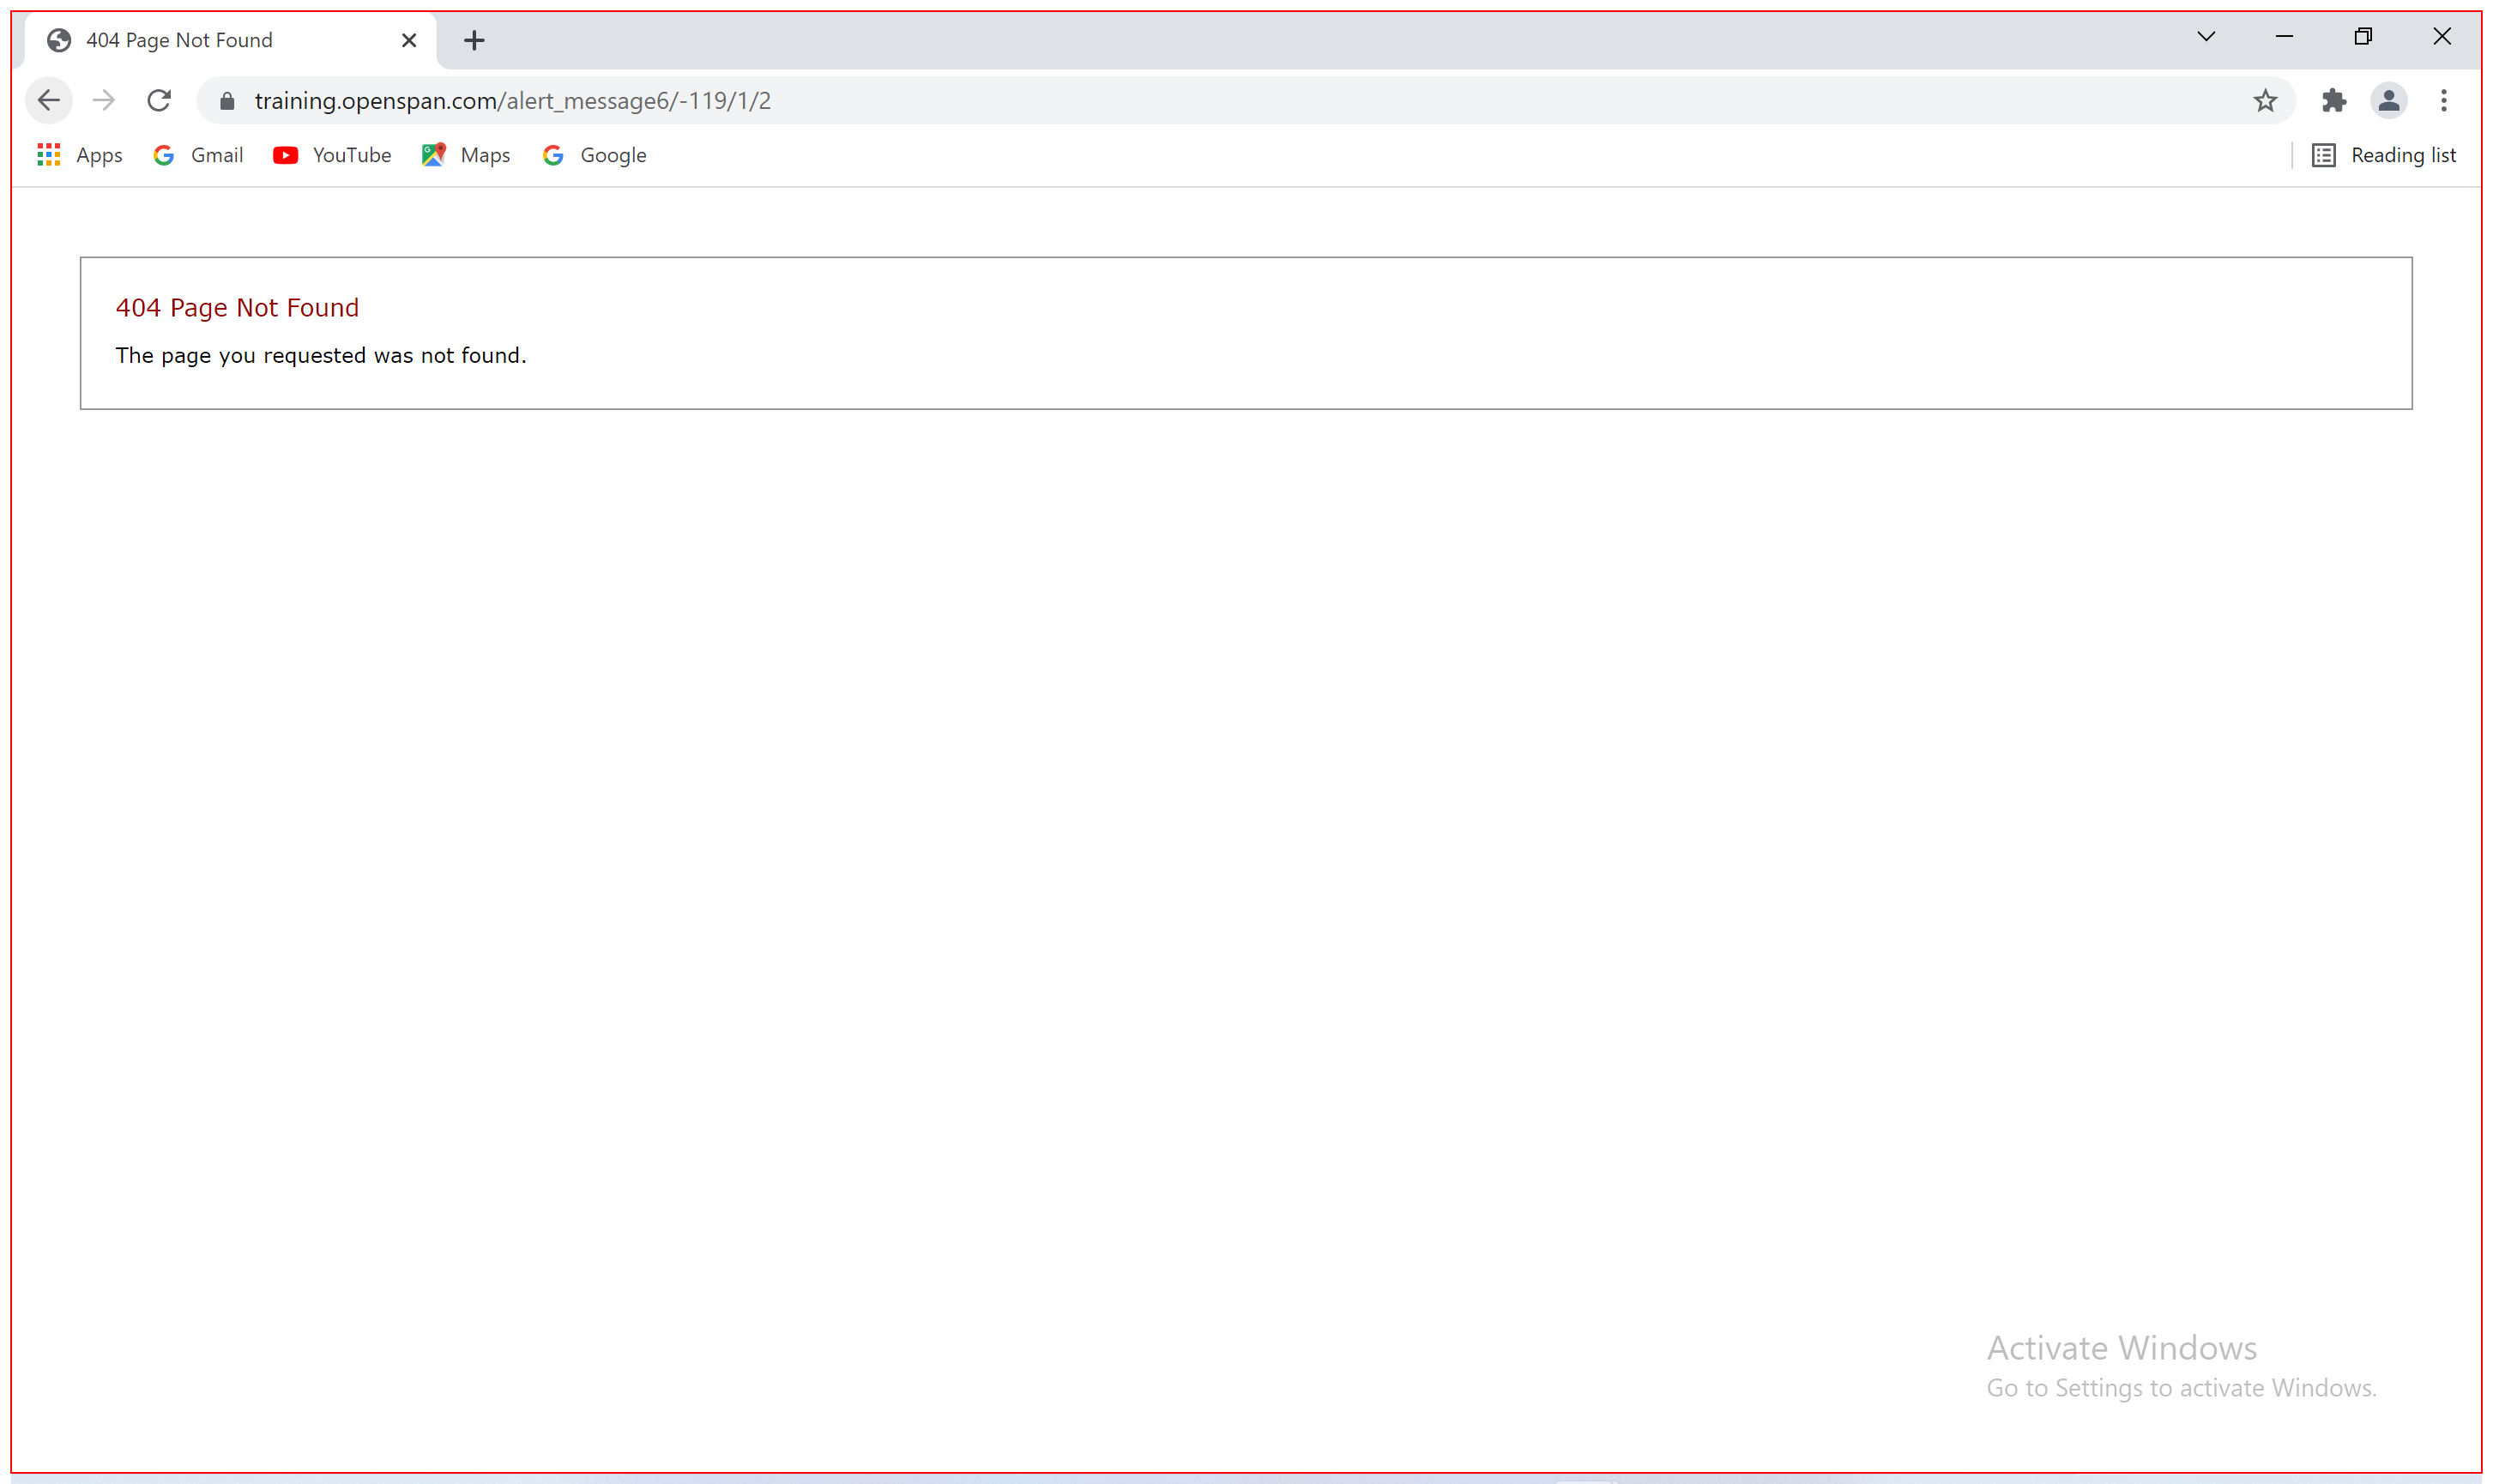 404 Page Not Found
training.openspan.com/alert_message6/-119/1/2
Apps Gmail YouTube Maps Google Reading list
404 Page Not Found
The page you requested was not found.
Activate Windows
Go to Settings to activate Windows.